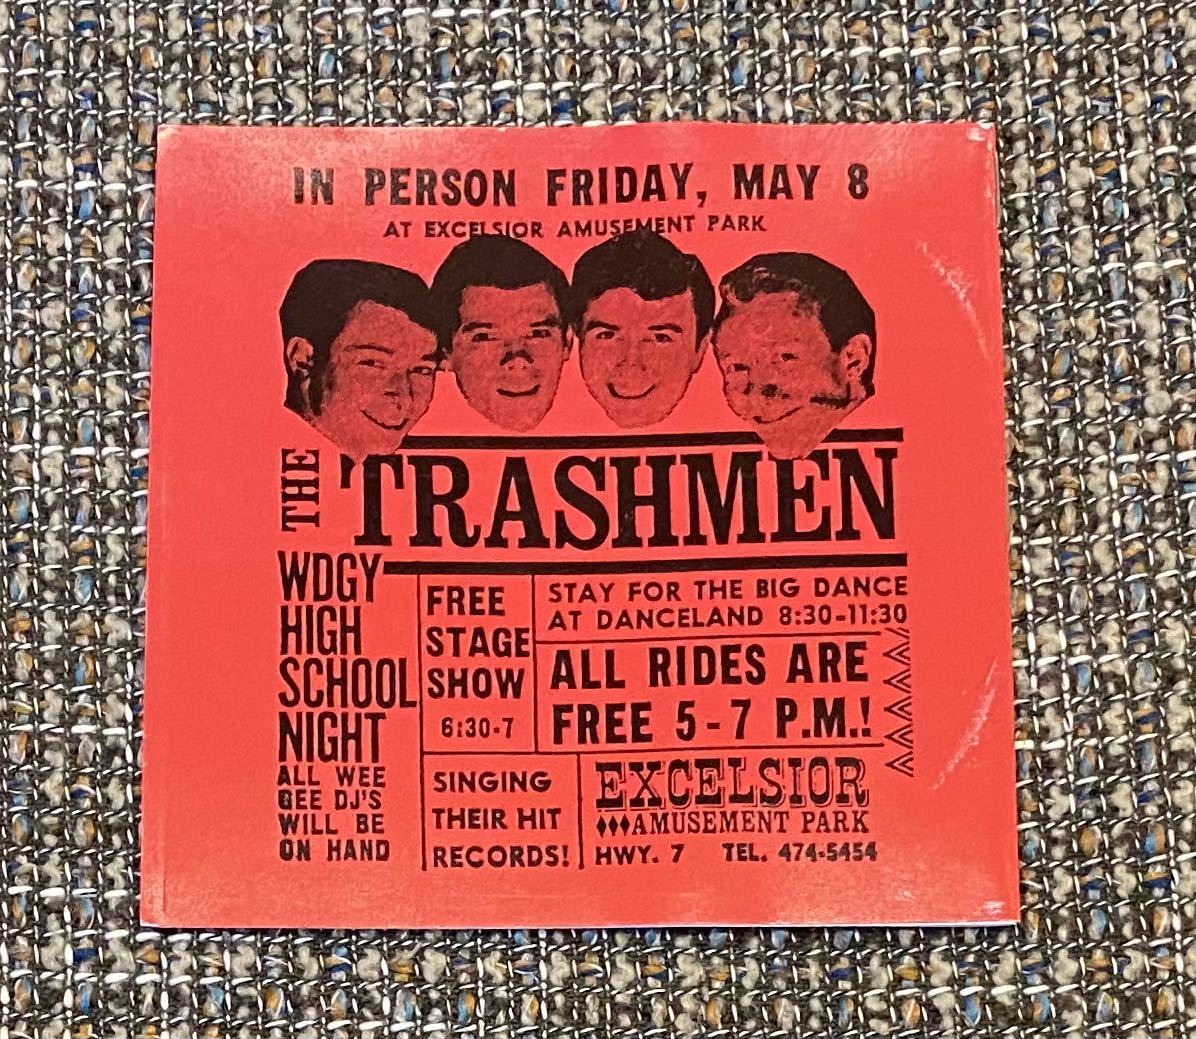 IN PERSON FRIDAY, MAY 8
AT EXCELSIOR AMUSEMENT PARK
THE TRASHMEN
WDGY
HIGH
SCHOOL
NIGHT
ALL WEE
GEE DJ'S
WILL BE
ON HAND
FREE
STAGE
SHOW
6:30-7
STAY FOR THE BIG DANCE
AT DANCELAND 8:30-11:30
ALL RIDES ARE
FREE 5-7 P.M.!
SINGING
THEIR HIT
RECORDS!
EXCELSIOR
AMUSEMENT PARK
HWY. 7 TEL. 474-5454